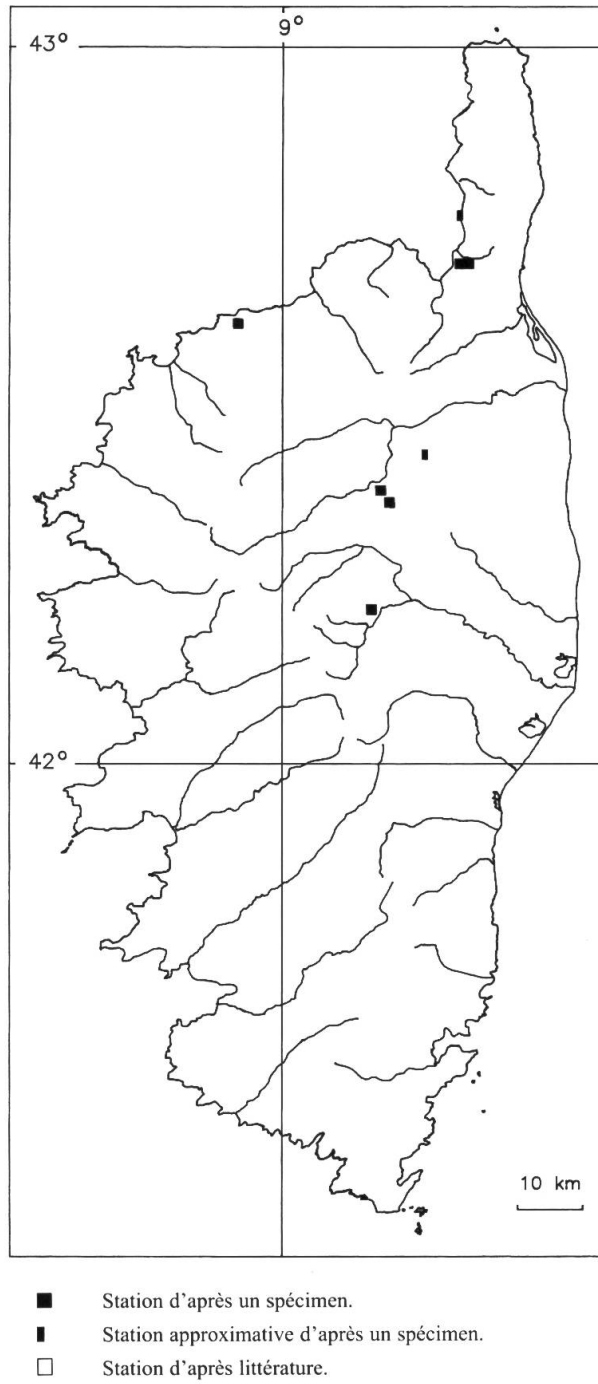 9°
43°
42°
10 km
Station d'après un spécimen.
Station approximative d'après un spécimen.
Station d'après littérature.